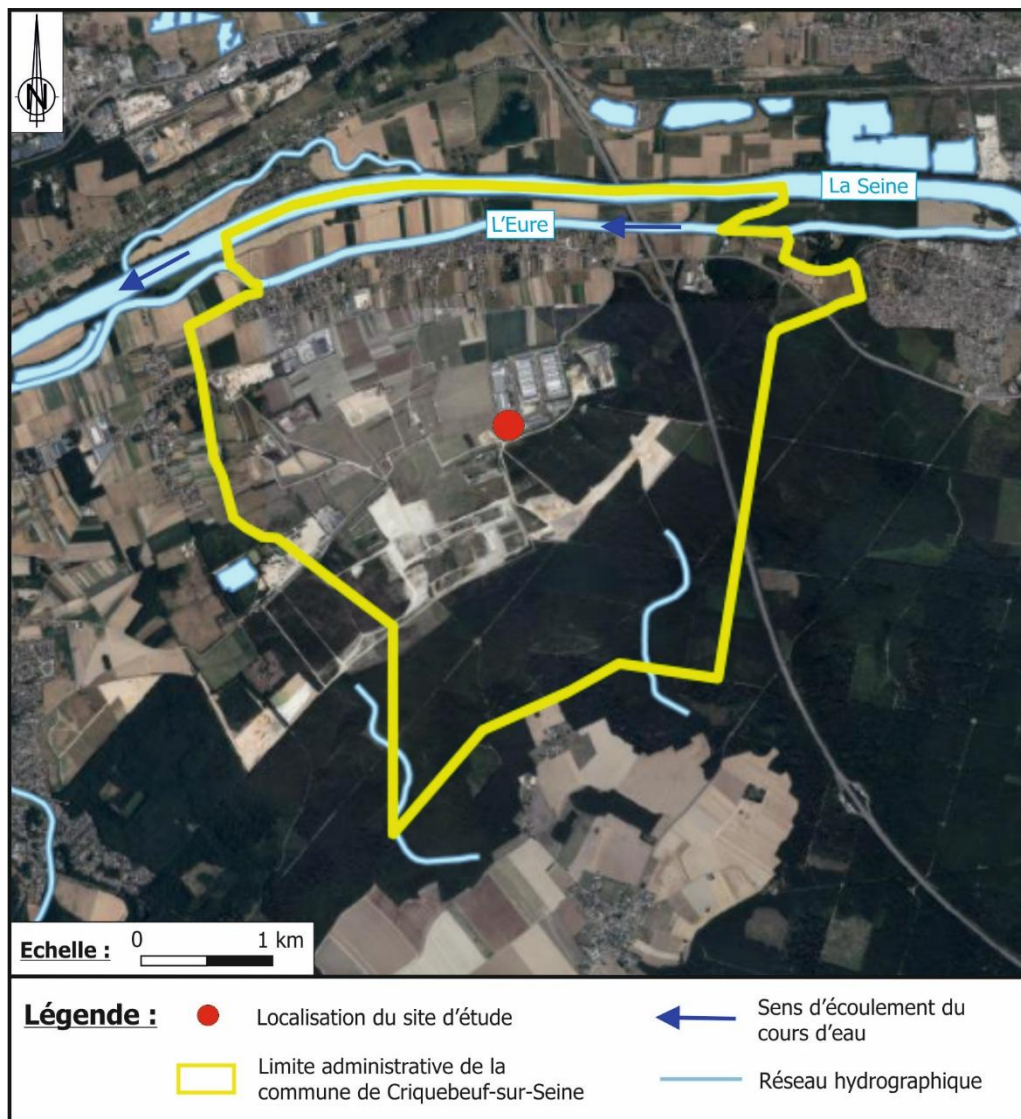 N
La Seine
L'Eure
Echelle :
0
1 km
Légende :
Localisation du site d'étude
Sens d'écoulement du
cours d'eau
Limite administrative de la
commune de Criquebeuf-sur-Seine
Réseau hydrographique